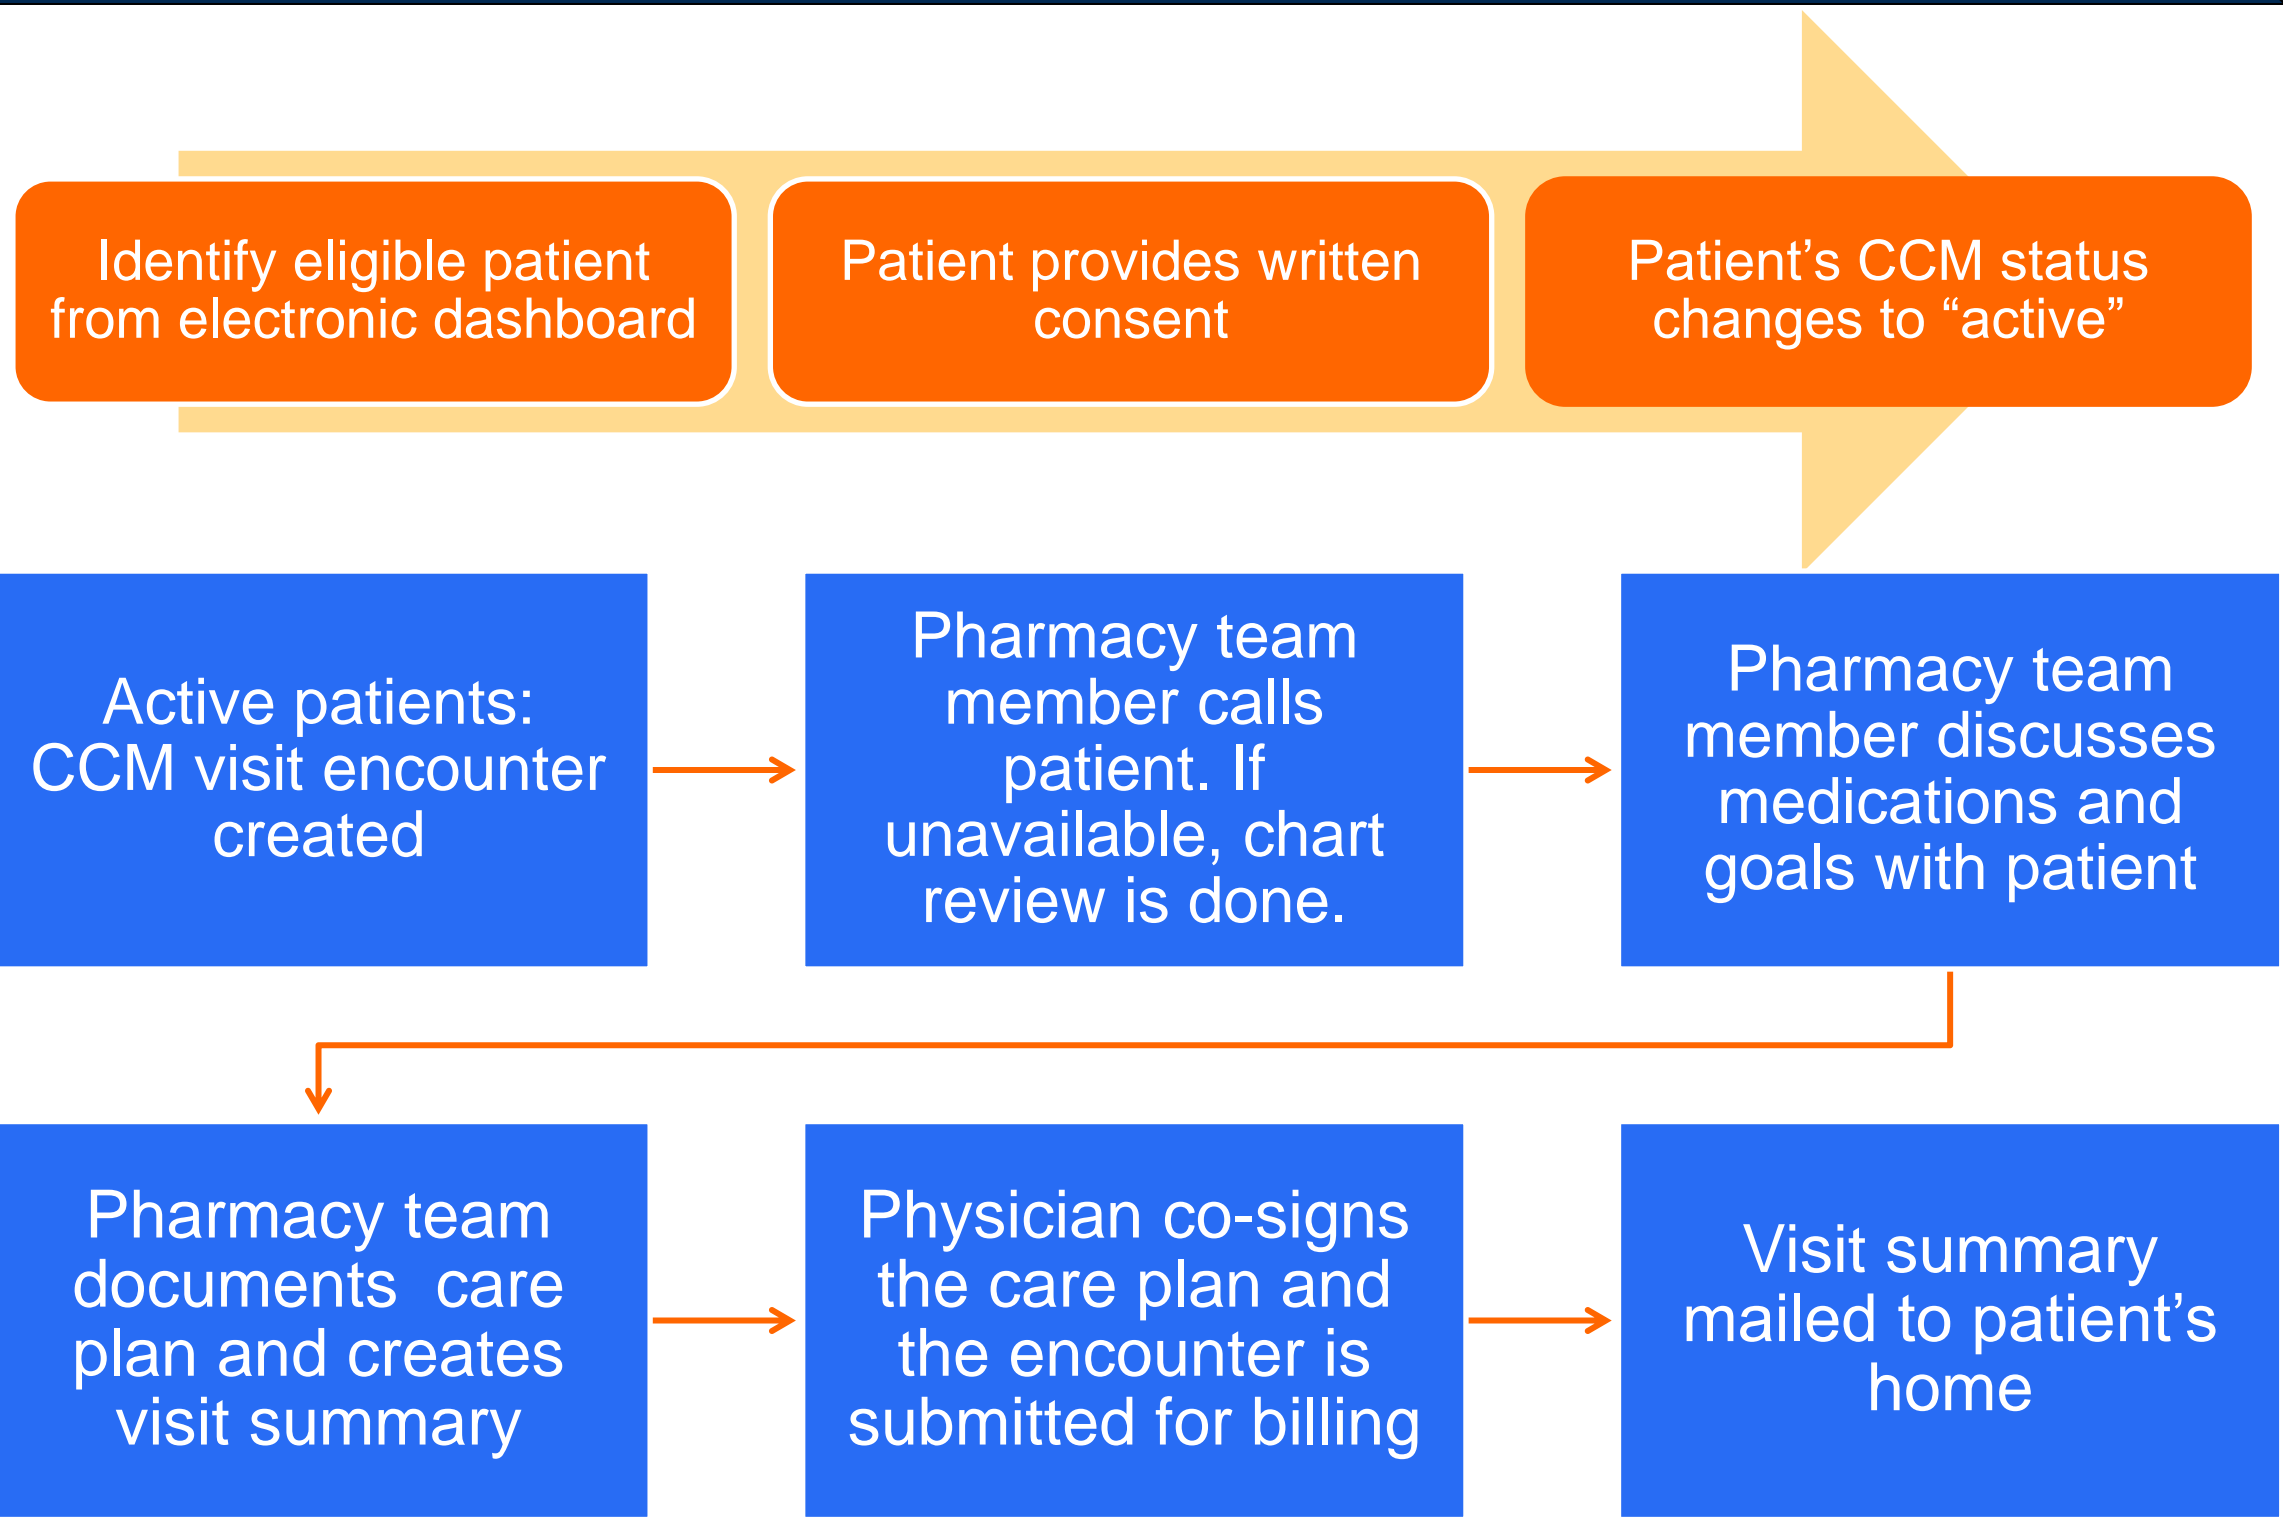 Identify eligible patient
from electronic dashboard
Patient provides written
consent
Patient’s CCM status
changes to “active”
Active patients:
CCM visit encounter
created
Pharmacy team
member calls
patient. If
unavailable, chart
review is done.
Pharmacy team
member discusses
medications and
goals with patient
Pharmacy team
documents  care
plan and creates
visit summary
Physician co-signs
the care plan and
the encounter is
submitted for billing
Visit summary
mailed to patient’s
home